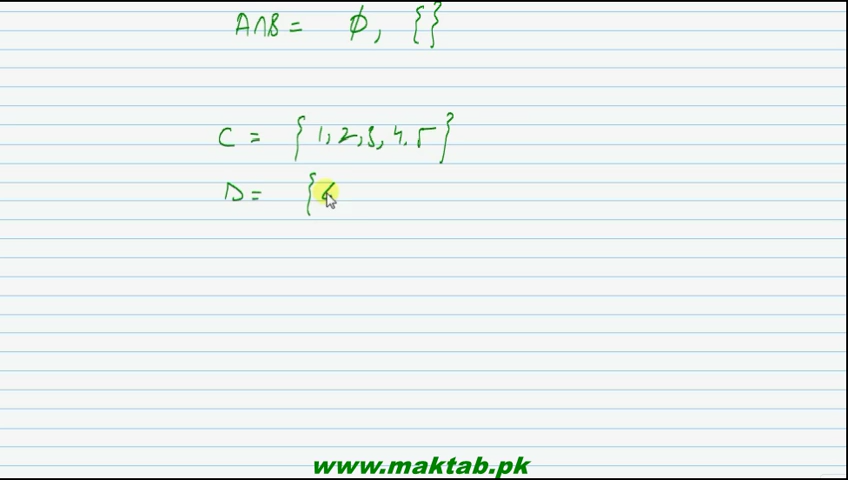 A∩B = ϕ, {}
C = {1,2,3,4,5}
D = {
www.maktab.pk